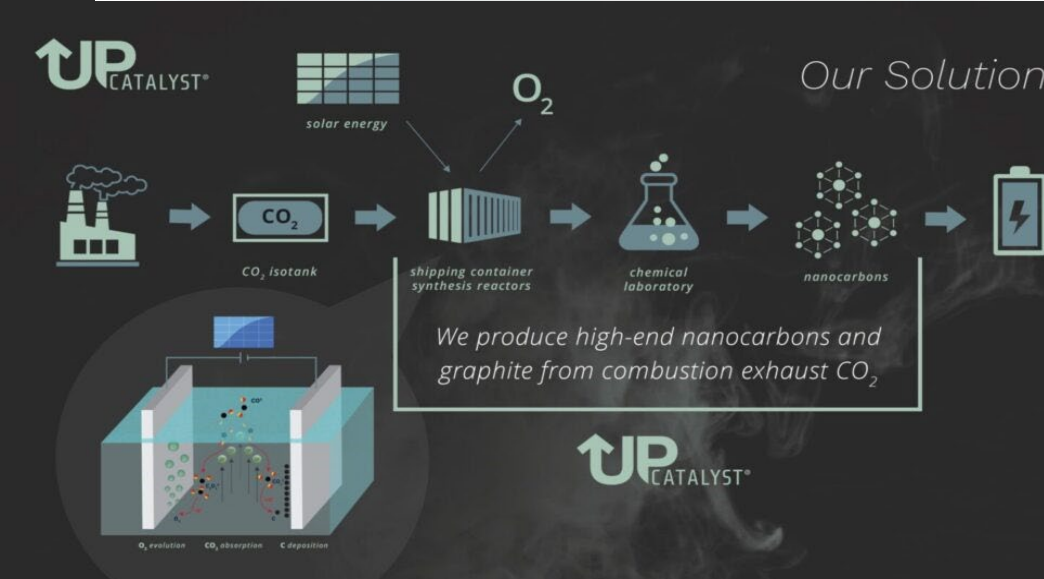 UP
CATALYST®
Our Solution
solar energy
O₂
CO₂
CO₂ isotank
shipping container
synthesis reactors
chemical
laboratory
nanocarbons
We produce high-end nanocarbons and
graphite from combustion exhaust CO₂
UP
CATALYST®
O₂ evolution CO₂ absorption C deposition